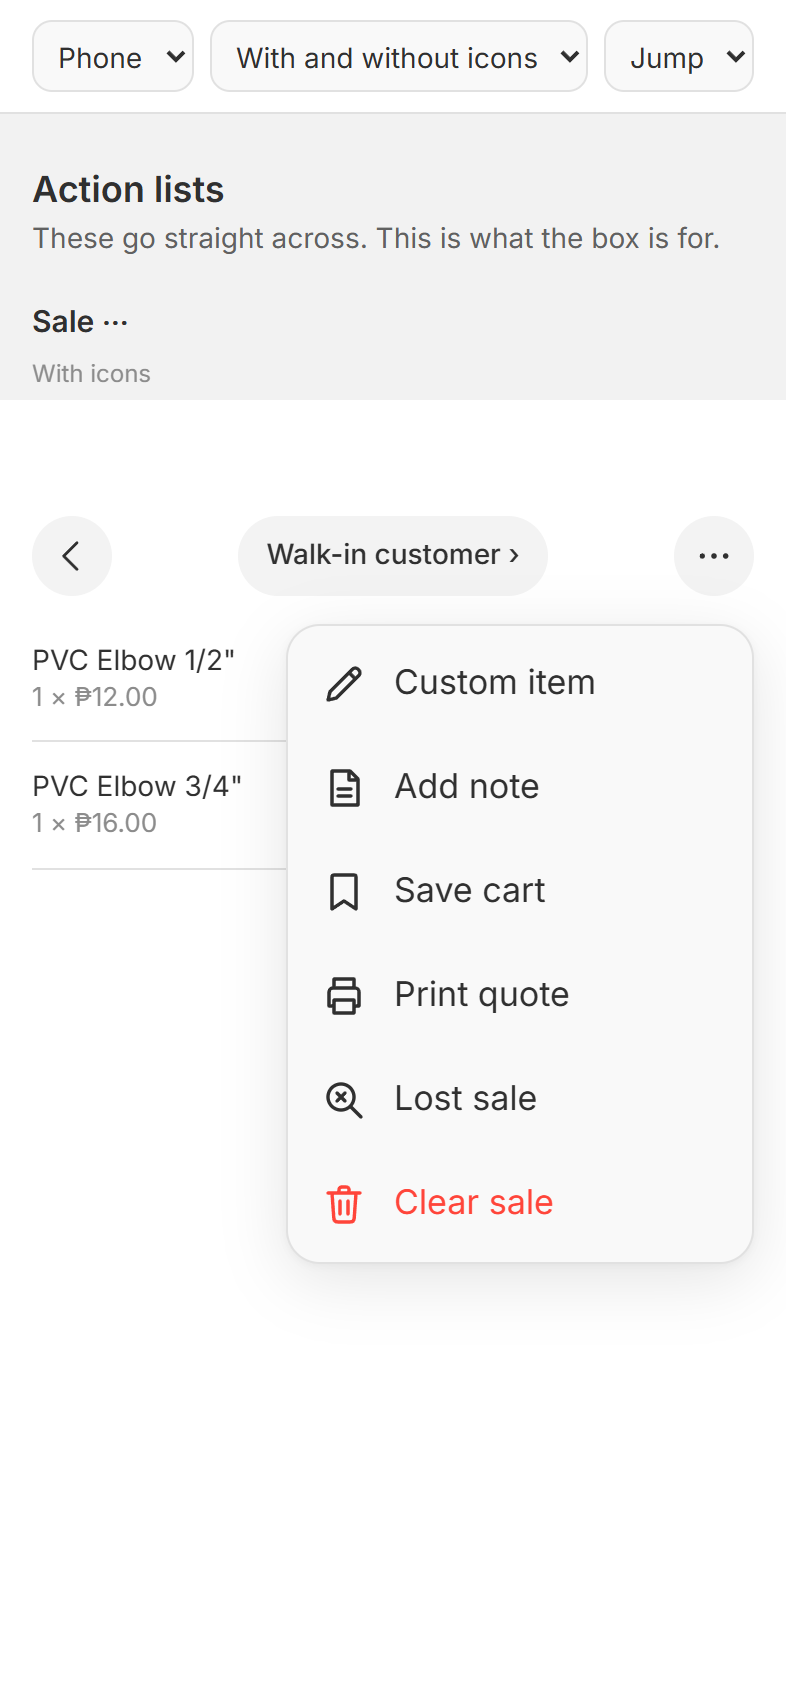 Phone
With and without icons
Jump
Action lists
These go straight across. This is what the box is for.
Sale ···
With icons
Walk-in customer ›
PVC Elbow 1/2"
1 × ₱12.00
PVC Elbow 3/4"
1 × ₱16.00
Custom item
Add note
Save cart
Print quote
Lost sale
Clear sale